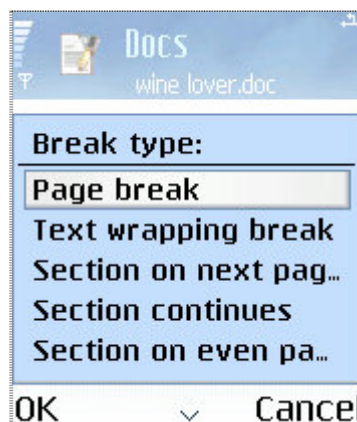 Docs
wine lover.doc
Break type:
Page break
Text wrapping break
Section on next pag...
Section continues
Section on even pa...
OK Cancel